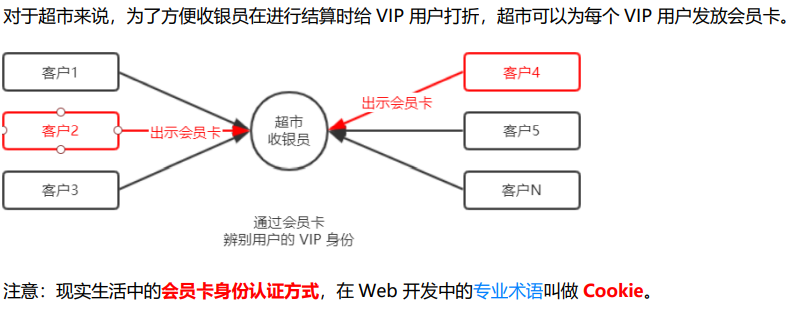 对于超市来说，为了方便收银员在进行结算时给 VIP 用户打折，超市可以为每个 VIP 用户发放会员卡。
客户1
客户4
出示会员卡
客户2
出示会员卡
超市
收银员
客户5
客户3
客户N
通过会员卡
辨别用户的 VIP 身份
注意：现实生活中的会员卡身份认证方式，在 Web 开发中的专业术语叫做 Cookie。